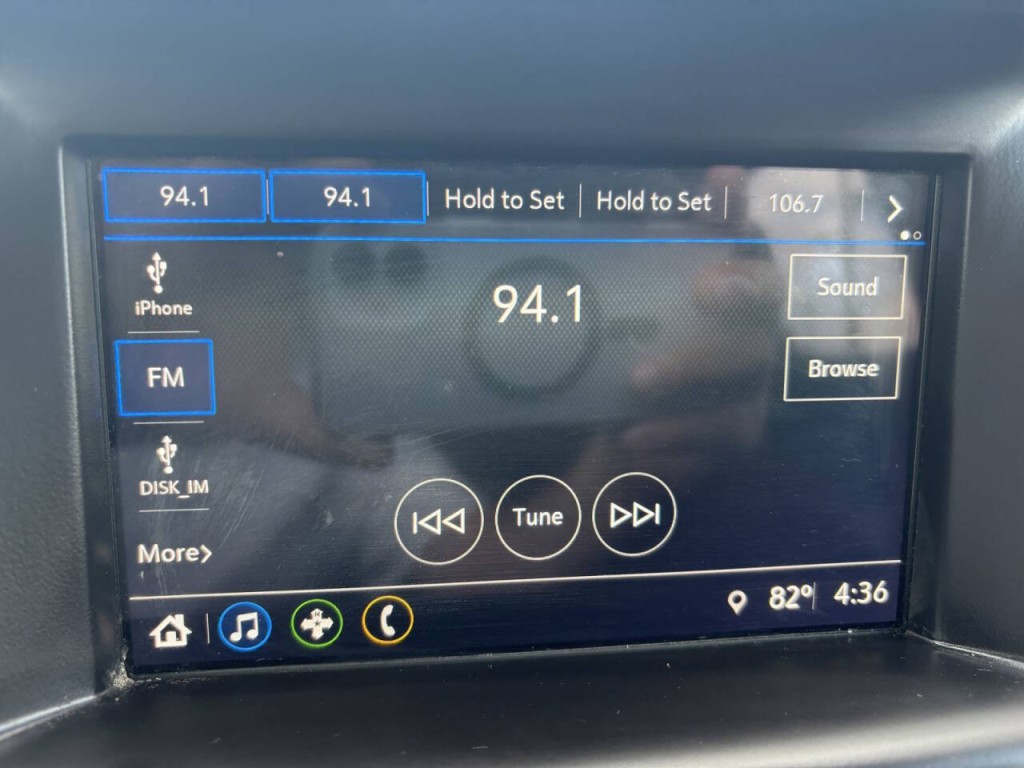 94.1 94.1 Hold to Set Hold to Set 106.7
iPhone
94.1
Sound
FM
Browse
DISK_IM
Tune
More
82° 4:36